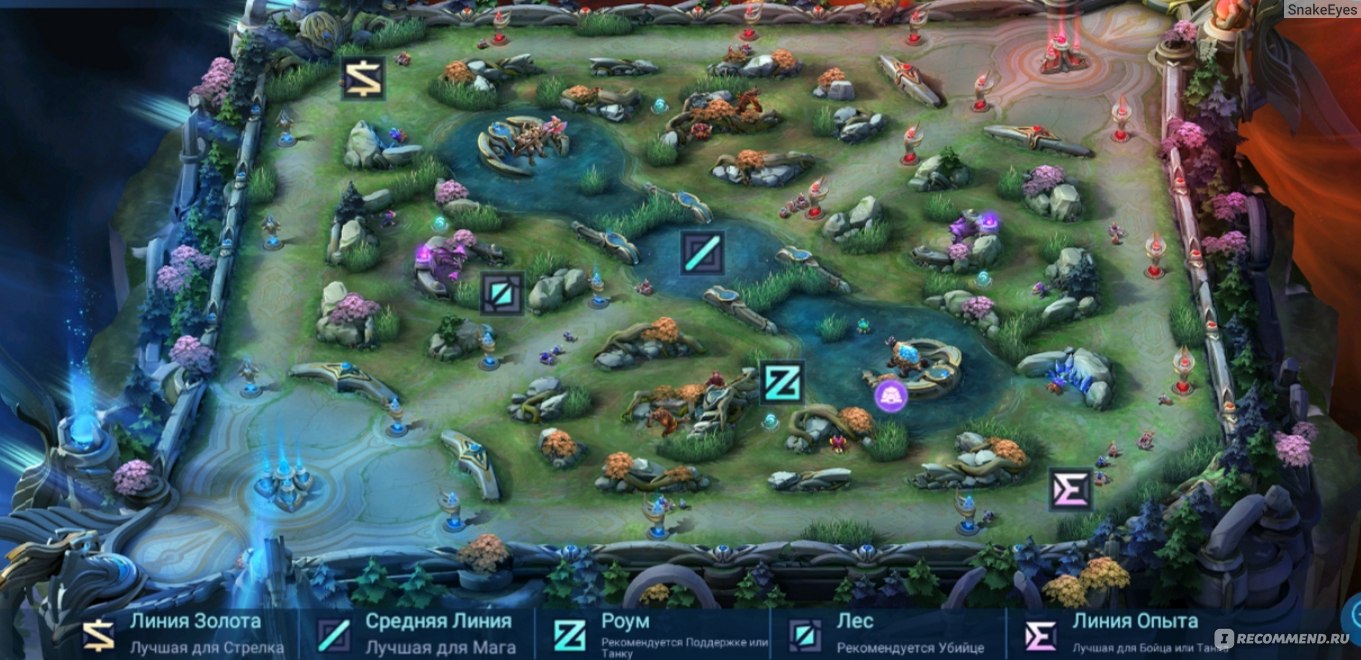 SnakeEyes
Линия Золота
Лучшая для Стрелка
Средняя Линия
Лучшая для Мага
Роум
Рекомендуется Поддержке или
Танку
Лес
Рекомендуется Убийце
Линия Опыта
Лучшая для Бойца или Танка
IRECOMMEND.RU